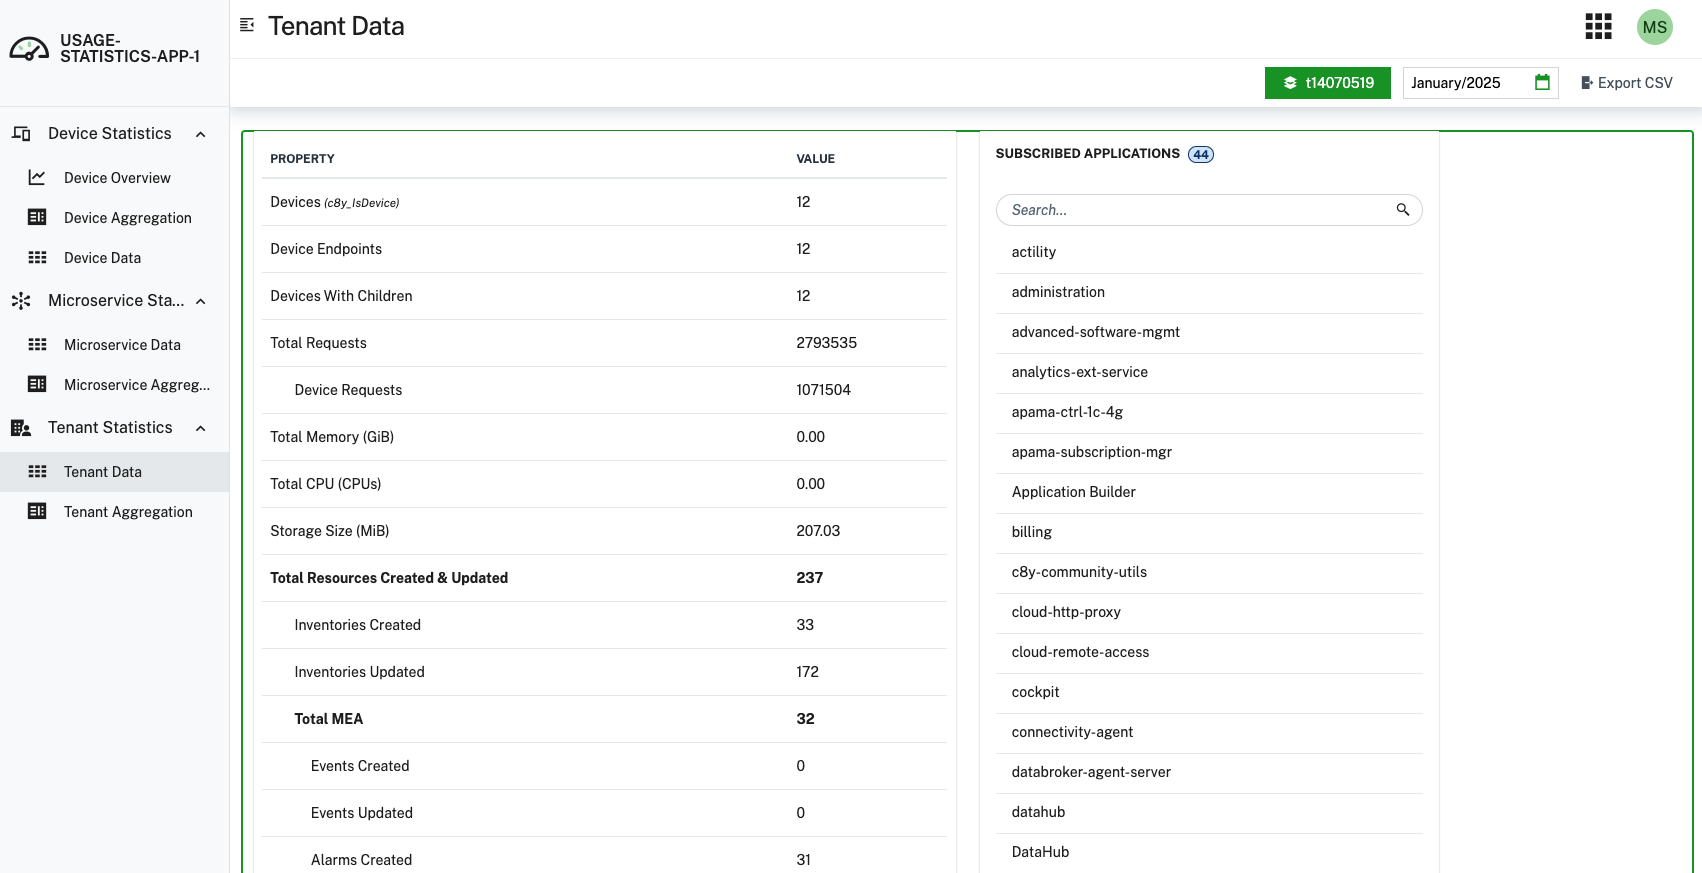 USAGE-
STATISTICS-APP-1
Tenant Data
MS
t14070519
January/2025
Export CSV
Device Statistics
Device Overview
Device Aggregation
Device Data
Microservice Sta...
Microservice Data
Microservice Aggreg...
Tenant Statistics
Tenant Data
Tenant Aggregation
PROPERTY VALUE
Devices (c8y_IsDevice) 12
Device Endpoints 12
Devices With Children 12
Total Requests 2793535
Device Requests 1071504
Total Memory (GiB) 0.00
Total CPU (CPUs) 0.00
Storage Size (MiB) 207.03
Total Resources Created & Updated 237
Inventories Created 33
Inventories Updated 172
Total MEA 32
Events Created 0
Events Updated 0
Alarms Created 31
SUBSCRIBED APPLICATIONS 44
Search...
actility
administration
advanced-software-mgmt
analytics-ext-service
apama-ctrl-1c-4g
apama-subscription-mgr
Application Builder
billing
c8y-community-utils
cloud-http-proxy
cloud-remote-access
cockpit
connectivity-agent
databroker-agent-server
datahub
DataHub